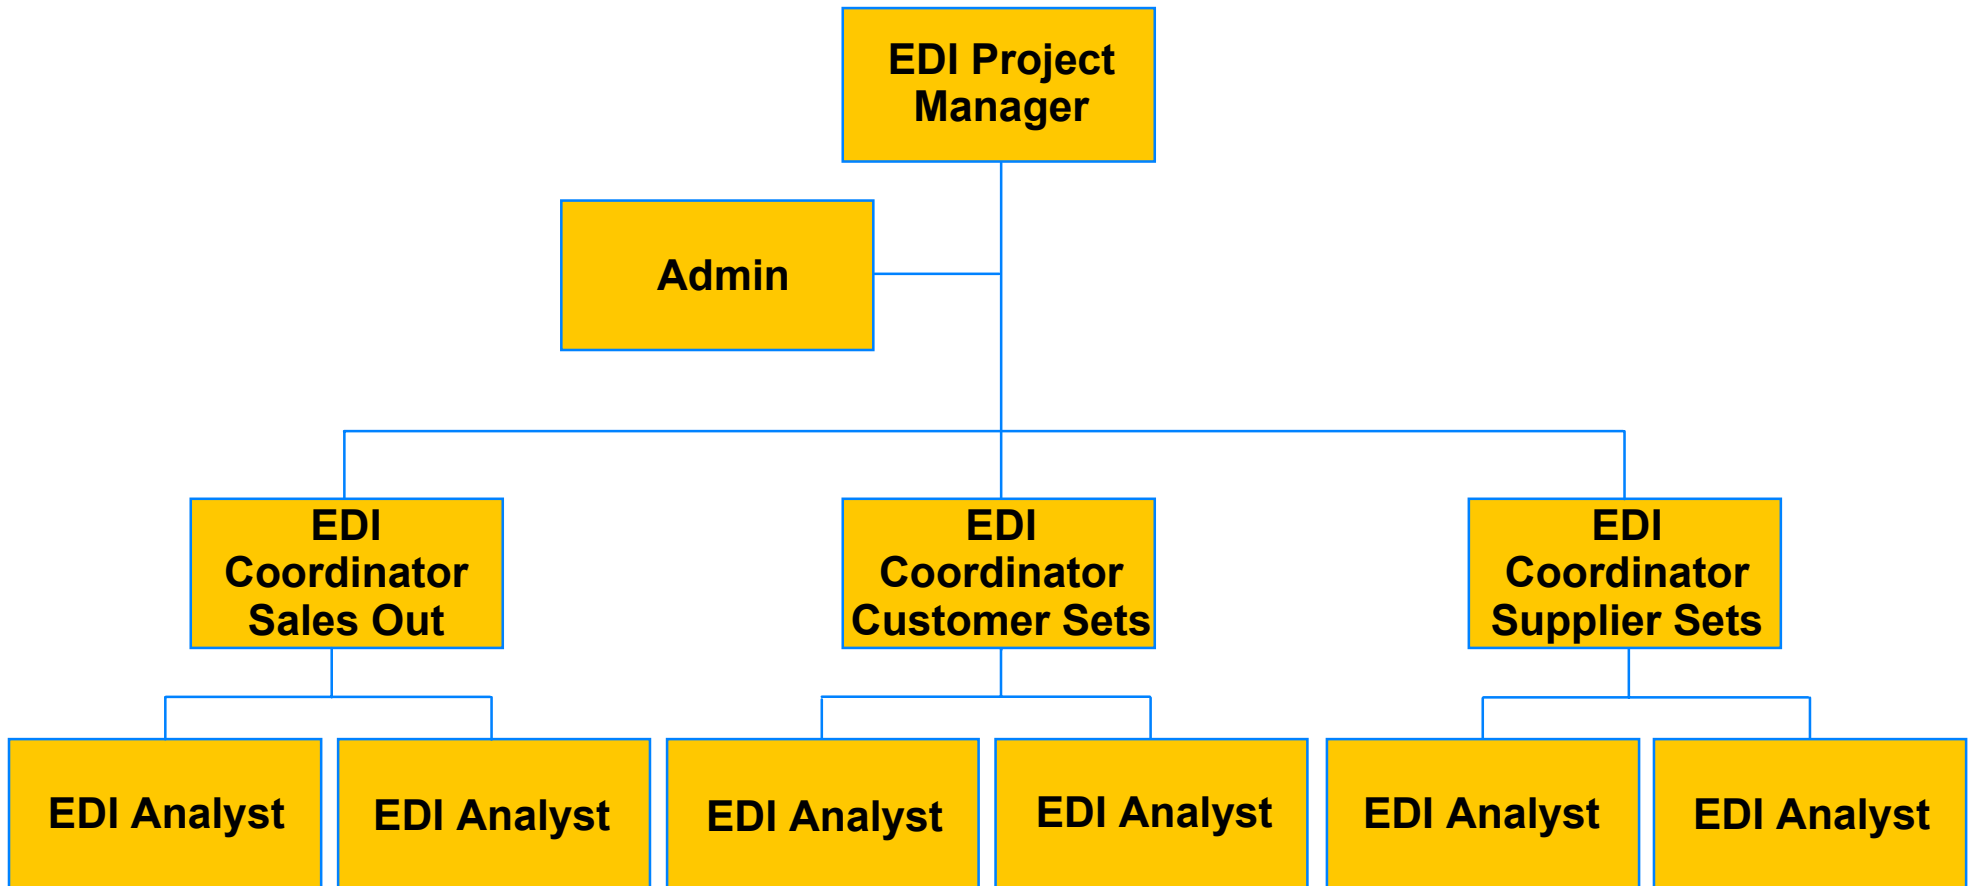 EDI Project
Manager
Admin
EDI
Coordinator
Sales Out
EDI
Coordinator
Customer Sets
EDI
Coordinator
Supplier Sets
EDI Analyst
EDI Analyst
EDI Analyst
EDI Analyst
EDI Analyst
EDI Analyst